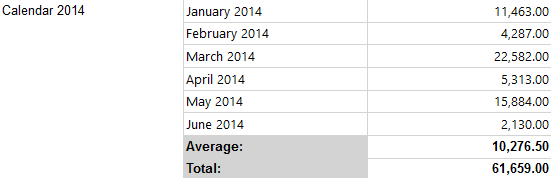 Calendar 2014 January 2014 11,463.00
February 2014 4,287.00
March 2014 22,582.00
April 2014 5,313.00
May 2014 15,884.00
June 2014 2,130.00
Average: 10,276.50
Total: 61,659.00